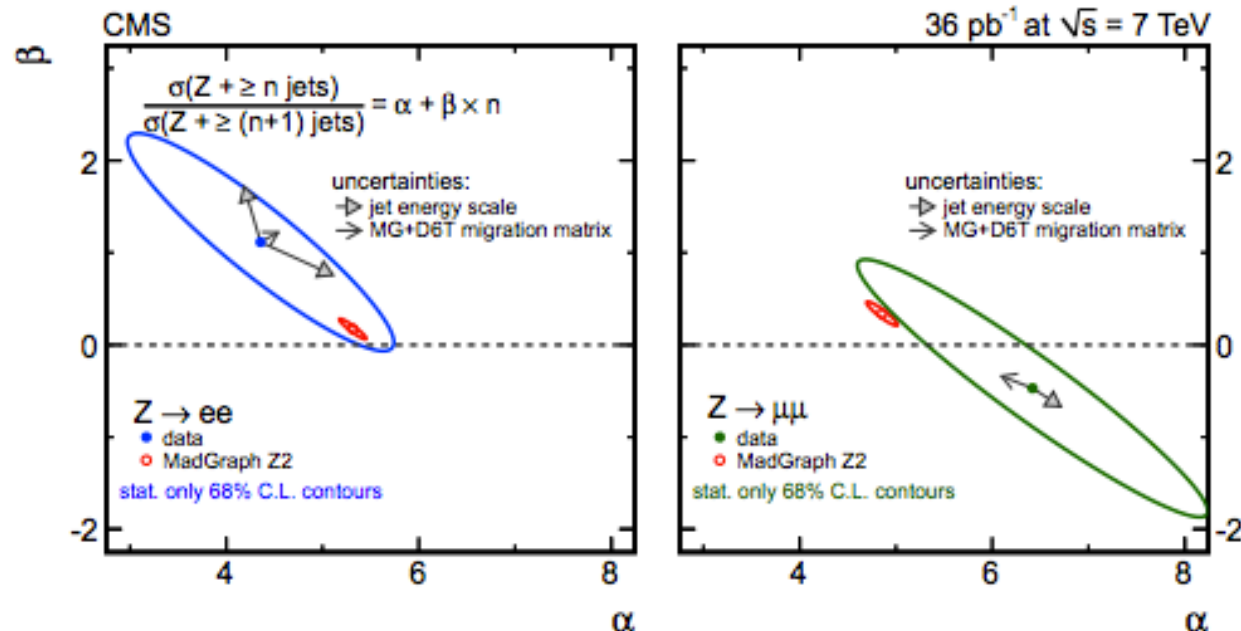 CMS
36 pb⁻¹ at √s = 7 TeV
β
σ(Z + ≥ n jets)
σ(Z + ≥ (n+1) jets)
= α + β × n
uncertainties:
jet energy scale
MG+D6T migration matrix
Z → ee
data
MadGraph Z2
stat. only 68% C.L. contours
2
0
-2
4
6
8
α
uncertainties:
jet energy scale
MG+D6T migration matrix
Z → μμ
data
MadGraph Z2
stat. only 68% C.L. contours
2
0
-2
4
6
8
α